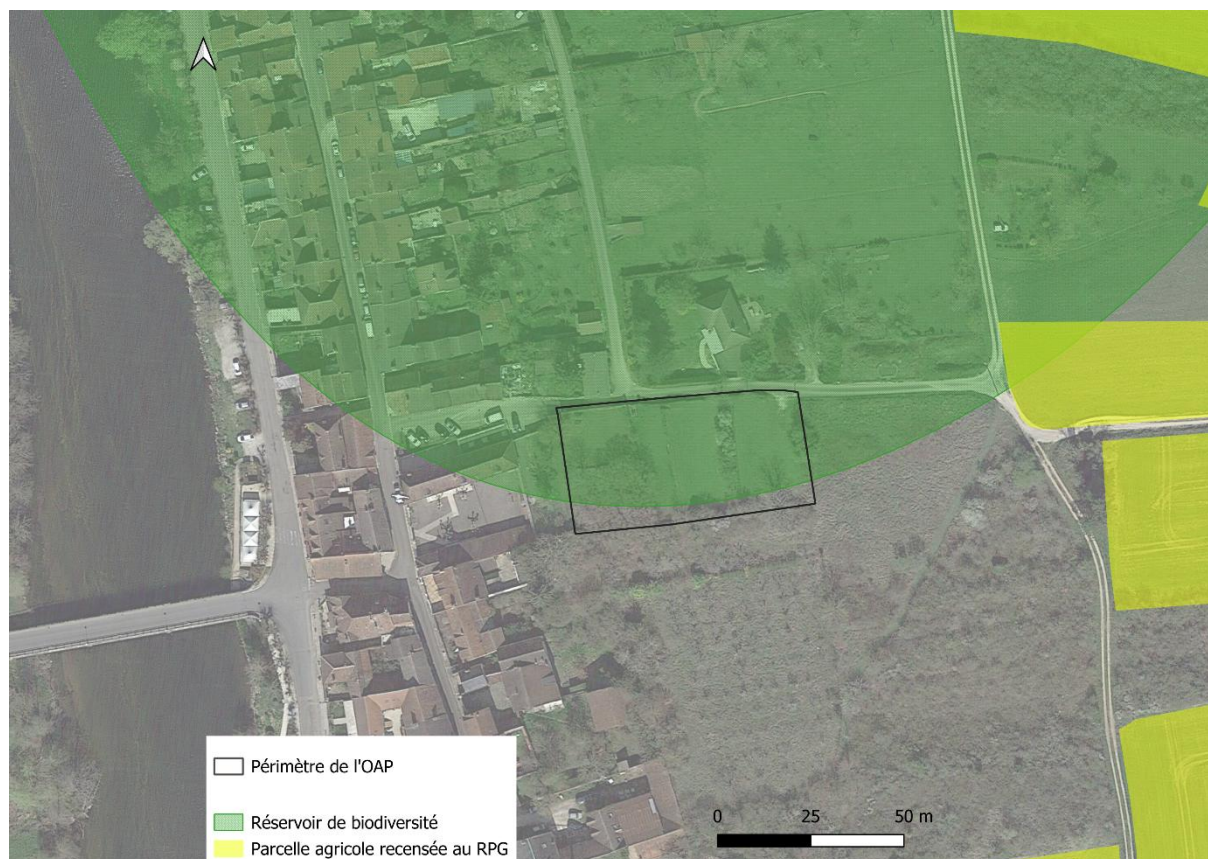 Périmètre de l'OAP
Réservoir de biodiversité
Parcelle agricole recensée au RPG
0 25 50 m